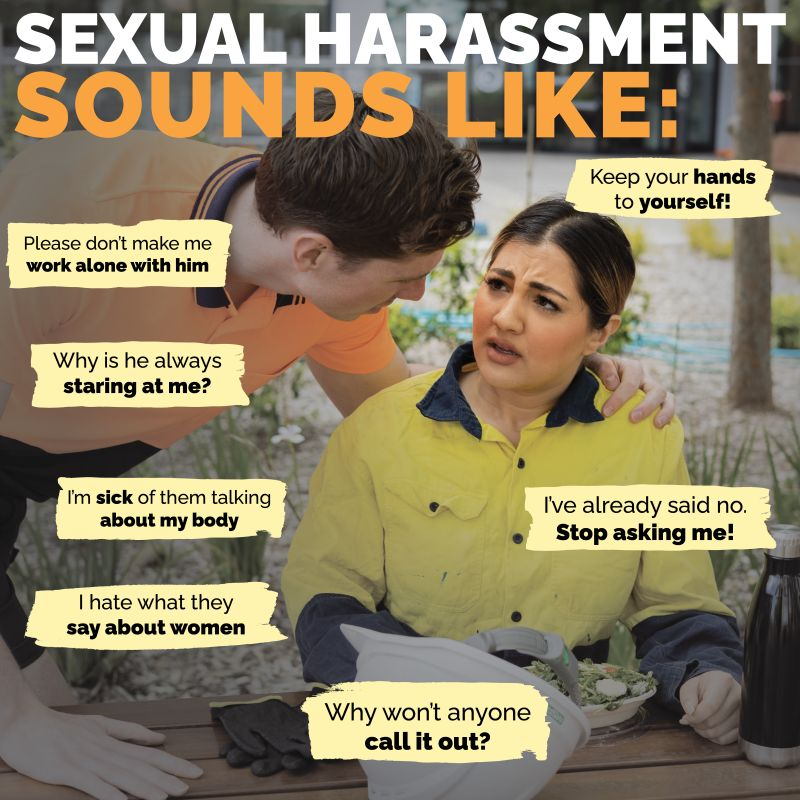 SEXUAL HARASSMENT
SOUNDS LIKE:
Keep your hands
to yourself!
Please don't make me
work alone with him
Why is he always
staring at me?
I'm sick of them talking
about my body
I've already said no.
Stop asking me!
I hate what they
say about women
Why won't anyone
call it out?